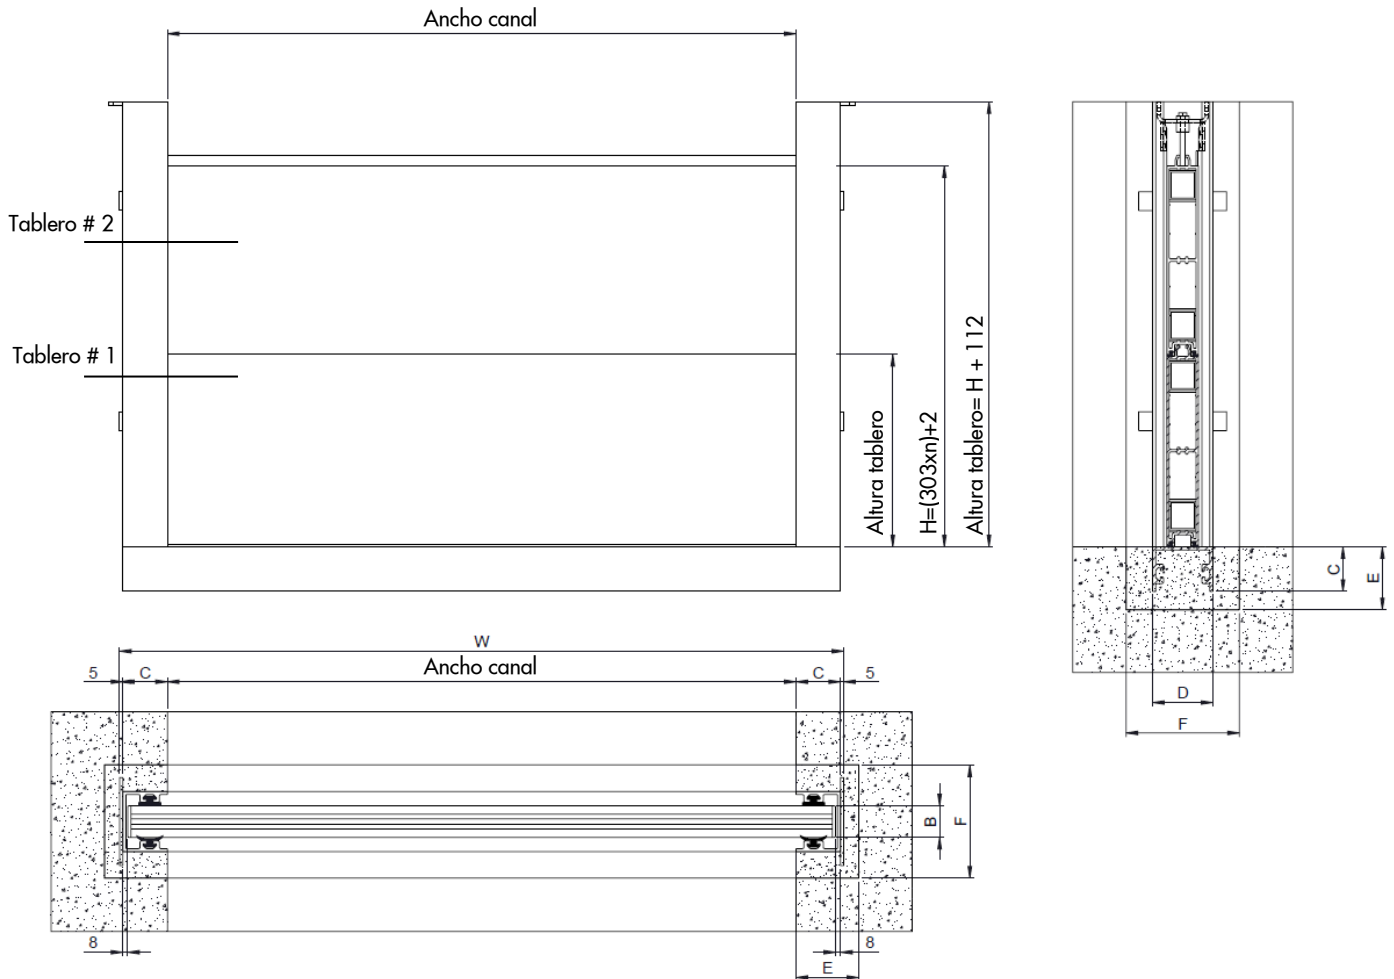 Ancho canal
Tablero # 2
Tablero # 1
Altura tablero
H=(303xn)+2
Altura tablero= H + 112
C
E
D
F
W
5
C
Ancho canal
C
5
B
F
8
8
E